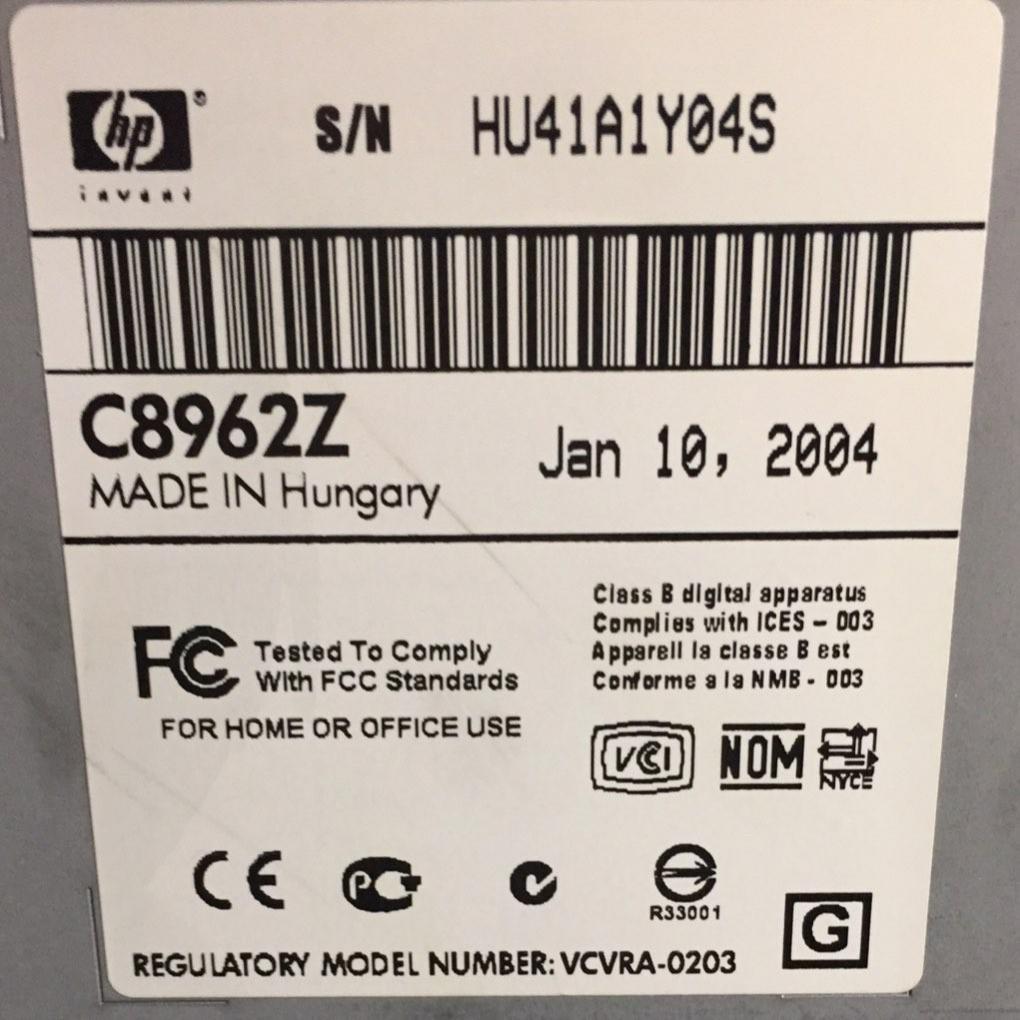 hp®
invent
S/N HU41A1Y04S
C8962Z
MADE IN Hungary
Jan 10, 2004
FC Tested To Comply
With FCC Standards
FOR HOME OR OFFICE USE
Class B digital apparatus
Complies with ICES - 003
Appareil la classe B est
Conforme a la NMB - 003
VCI NOM NYCE
CE PC
R33001
G
REGULATORY MODEL NUMBER: VCVRA-0203